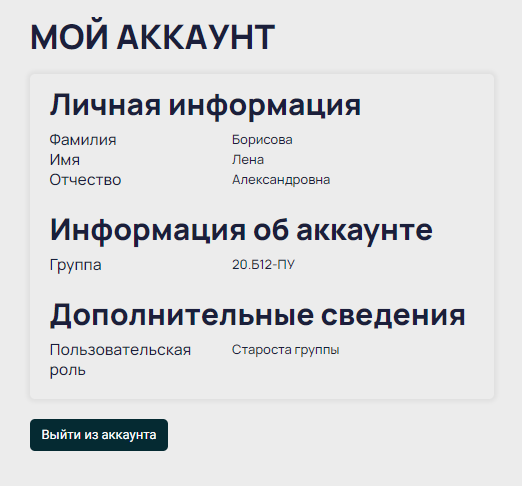 МОЙ АККАУНТ
Личная информация
Фамилия Борисова
Имя Лена
Отчество Александровна
Информация об аккаунте
Группа 20.Б12-ПУ
Дополнительные сведения
Пользовательская Староста группы
роль
Выйти из аккаунта